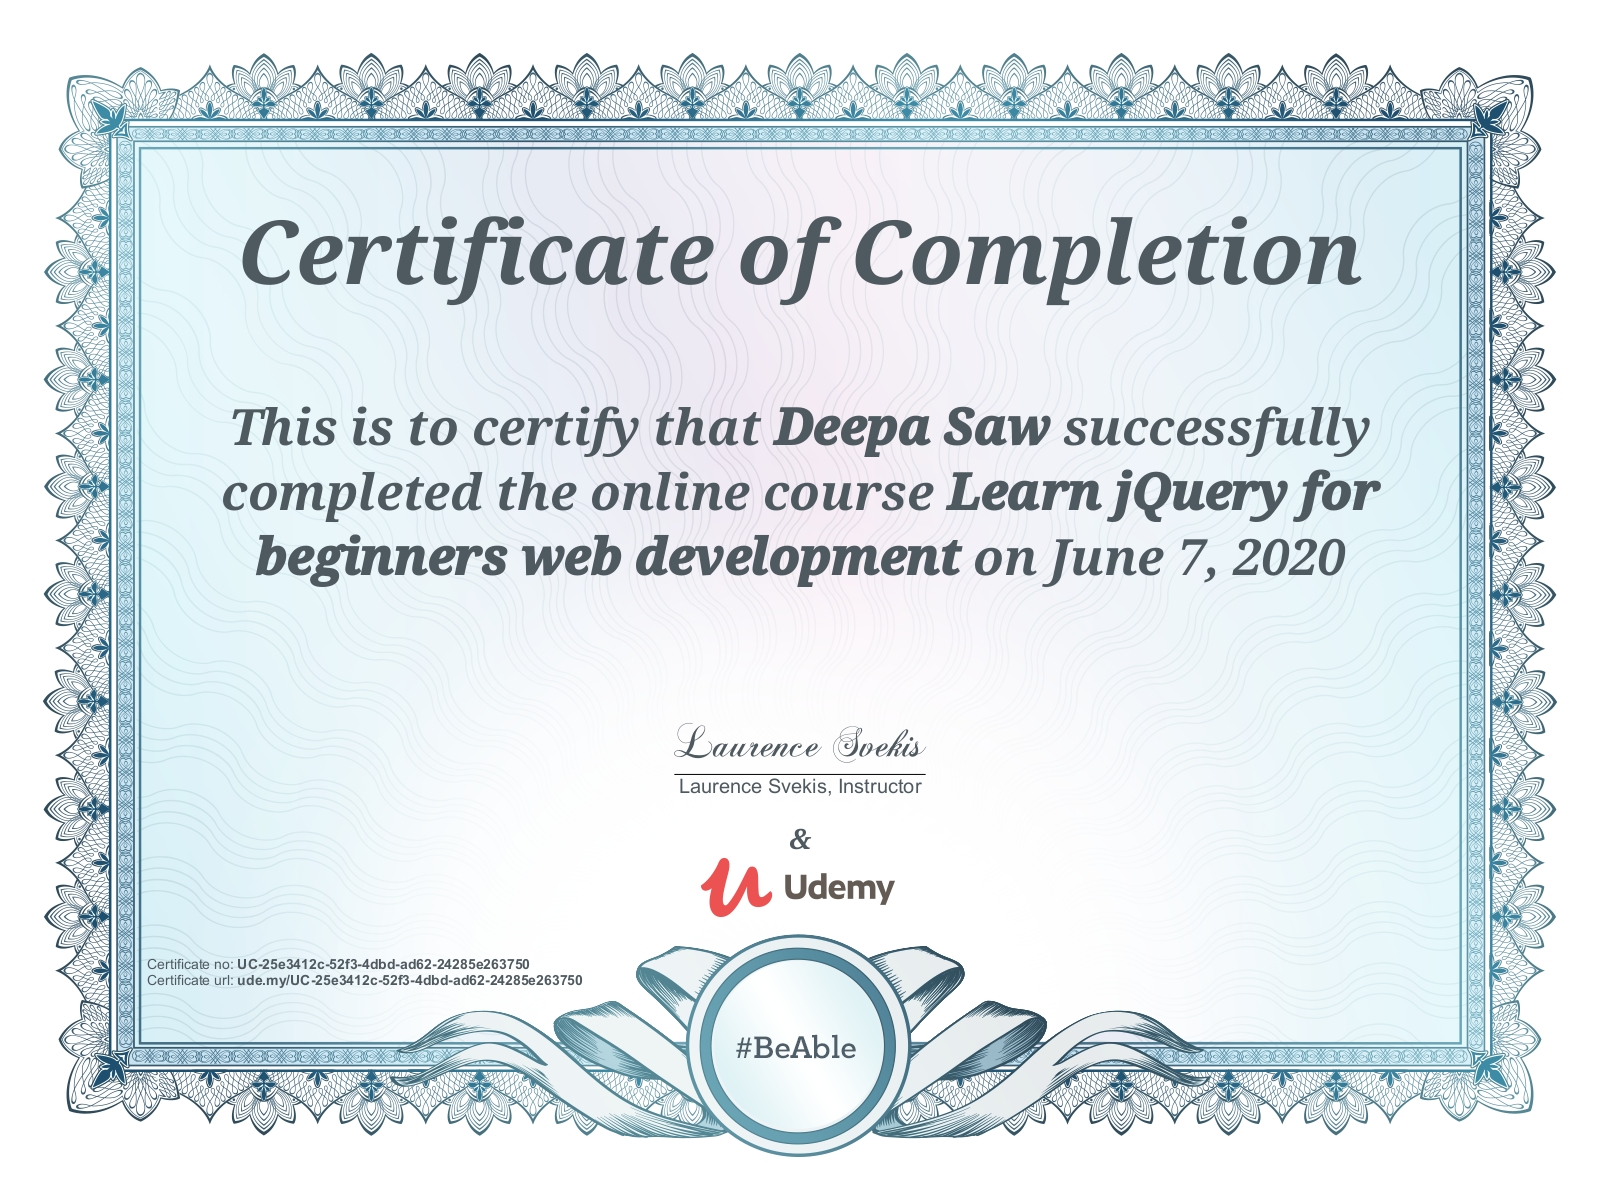 Certificate of Completion
This is to certify that Deepa Saw successfully
completed the online course Learn jQuery for
beginners web development on June 7, 2020
Laurence Svekis
Laurence Svekis, Instructor
&
Udemy
Certificate no: UC-25e3412c-52f3-4dbd-ad62-24285e263750
Certificate url: ude.my/UC-25e3412c-52f3-4dbd-ad62-24285e263750
#BeAble